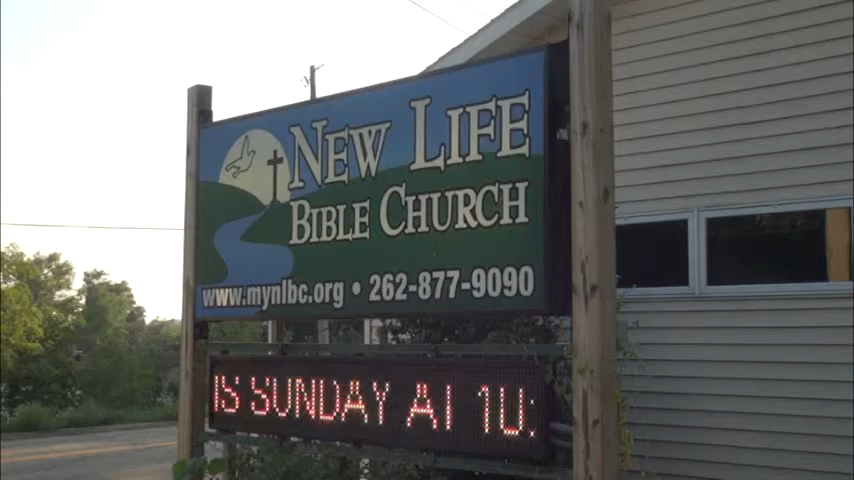 NEW LIFE
BIBLE CHURCH
www.mynlbc.org • 262-877-9090
IS SUNDAY AT 10: